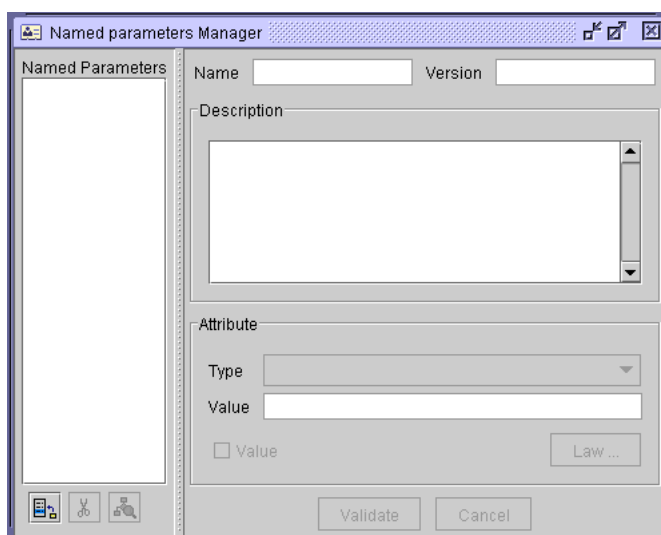 Named parameters Manager
Named Parameters
Name
Version
Description
Attribute
Type
Value
Value
Law ...
Validate
Cancel